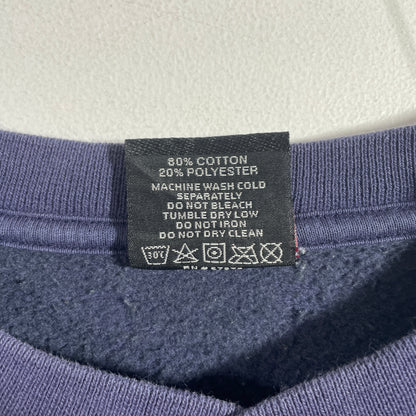 80% COTTON
20% POLYESTER
MACHINE WASH COLD
SEPARATELY
DO NOT BLEACH
TUMBLE DRY LOW
DO NOT IRON
DO NOT DRY CLEAN
30°